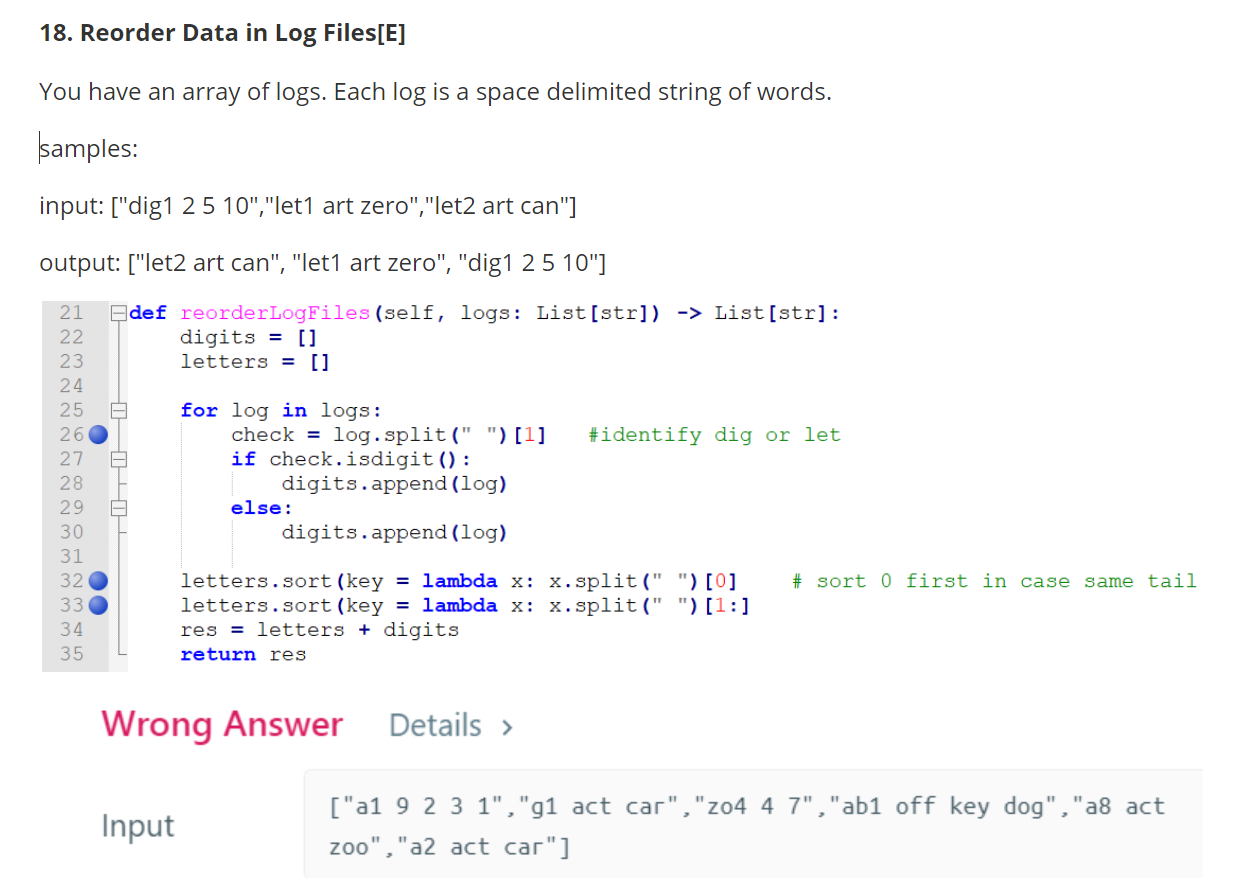 18. Reorder Data in Log Files[E]
You have an array of logs. Each log is a space delimited string of words.
samples:
input: ["dig1 2 5 10","let1 art zero","let2 art can"]
output: ["let2 art can", "let1 art zero", "dig1 2 5 10"]
21 def reorderLogFiles(self, logs: List[str]) -> List[str]:
22     digits = []
23     letters = []
24
25     for log in logs:
26         check = log.split(" ")[1]   #identify dig or let
27         if check.isdigit():
28             digits.append(log)
29         else:
30             digits.append(log)
31
32     letters.sort(key = lambda x: x.split(" ")[0]    # sort 0 first in case same tail
33     letters.sort(key = lambda x: x.split(" ")[1:]
34     res = letters + digits
35     return res
Wrong Answer Details >
Input
["a1 9 2 3 1","g1 act car","zo4 4 7","ab1 off key dog","a8 act
zoo","a2 act car"]